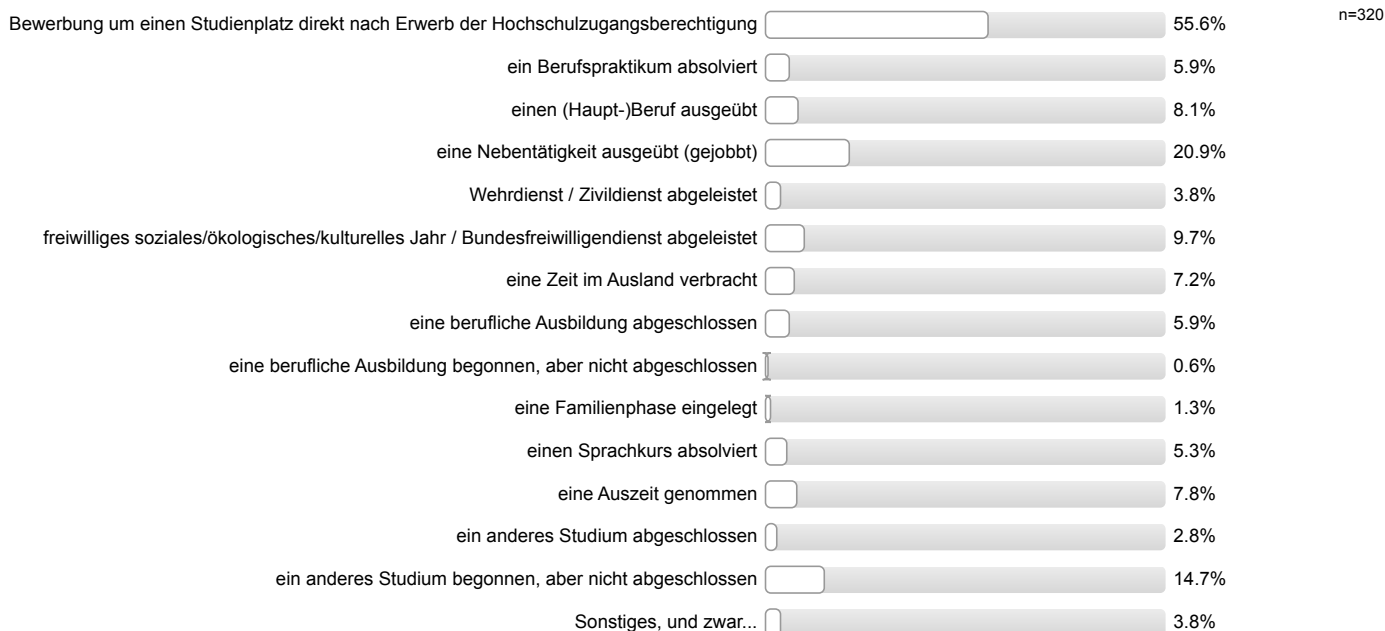 Bewerbung um einen Studienplatz direkt nach Erwerb der Hochschulzugangsberechtigung 55.6% n=320
ein Berufspraktikum absolviert 5.9%
einen (Haupt-)Beruf ausgeübt 8.1%
eine Nebentätigkeit ausgeübt (gejobbt) 20.9%
Wehrdienst / Zivildienst abgeleistet 3.8%
freiwilliges soziales/ökologisches/kulturelles Jahr / Bundesfreiwilligendienst abgeleistet 9.7%
eine Zeit im Ausland verbracht 7.2%
eine berufliche Ausbildung abgeschlossen 5.9%
eine berufliche Ausbildung begonnen, aber nicht abgeschlossen 0.6%
eine Familienphase eingelegt 1.3%
einen Sprachkurs absolviert 5.3%
eine Auszeit genommen 7.8%
ein anderes Studium abgeschlossen 2.8%
ein anderes Studium begonnen, aber nicht abgeschlossen 14.7%
Sonstiges, und zwar... 3.8%